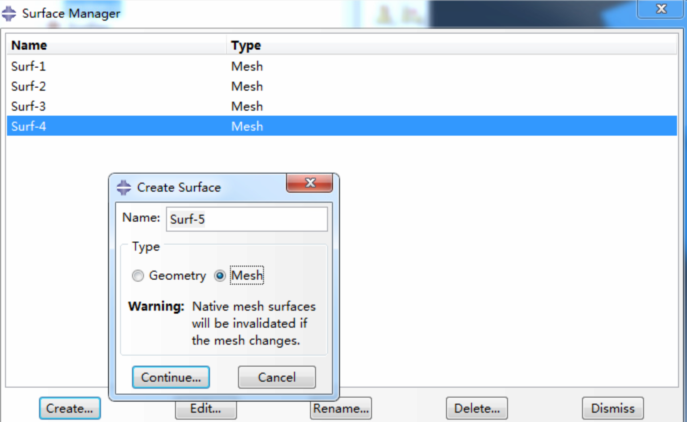 Surface Manager
Name Type
Surf-1 Mesh
Surf-2 Mesh
Surf-3 Mesh
Surf-4 Mesh
Create Surface
Name: Surf-5
Type
Geometry Mesh
Warning: Native mesh surfaces
will be invalidated if
the mesh changes.
Continue... Cancel
Create... Edit... Rename... Delete... Dismiss